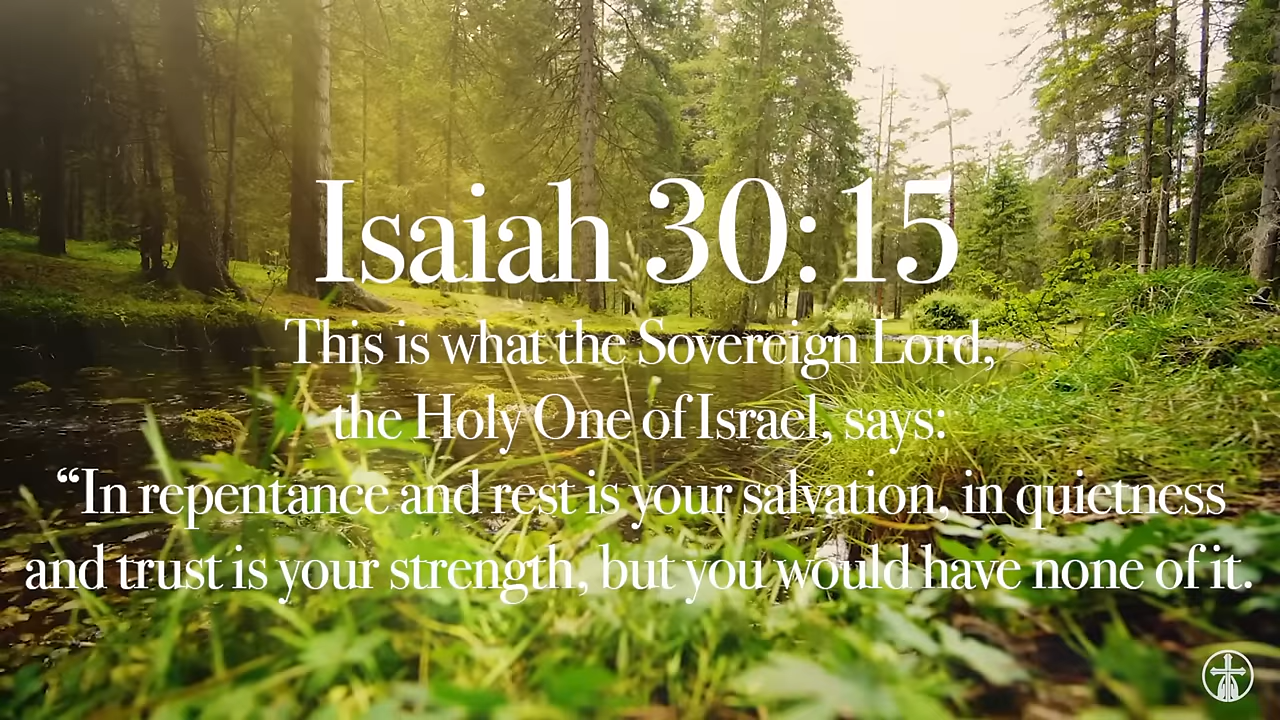 Isaiah 30:15
This is what the Sovereign Lord,
the Holy One of Israel, says:
“In repentance and rest is your salvation, in quietness
and trust is your strength, but you would have none of it.